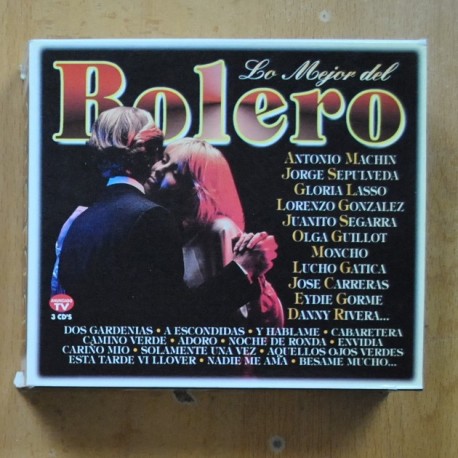 Lo Mejor del
Bolero
ANTONIO MACHIN
JORGE SEPULVEDA
GLORIA LASSO
LORENZO GONZALEZ
JUANITO SEGARRA
OLGA GUILLOT
MONCHO
LUCHO GATICA
JOSE CARRERAS
EYDIE GORME
DANNY RIVERA...
TV
3 CD'S
DOS GARDENIAS • A ESCONDIDAS • Y HABLAME • CABARETERA
CAMINO VERDE • ADORO • NOCHE DE RONDA • ENVIDIA
CARIÑO MIO • SOLAMENTE UNA VEZ • AQUELLOS OJOS VERDES
ESTA TARDE VI LLOVER • NADIE ME AMA • BESAME MUCHO...